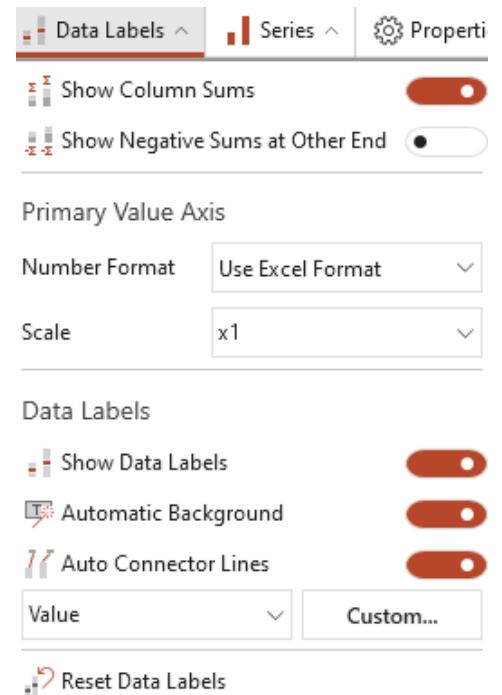 Data Labels Series Properti
Show Column Sums
Show Negative Sums at Other End
Primary Value Axis
Number Format Use Excel Format
Scale x1
Data Labels
Show Data Labels
Automatic Background
Auto Connector Lines
Value Custom...
Reset Data Labels